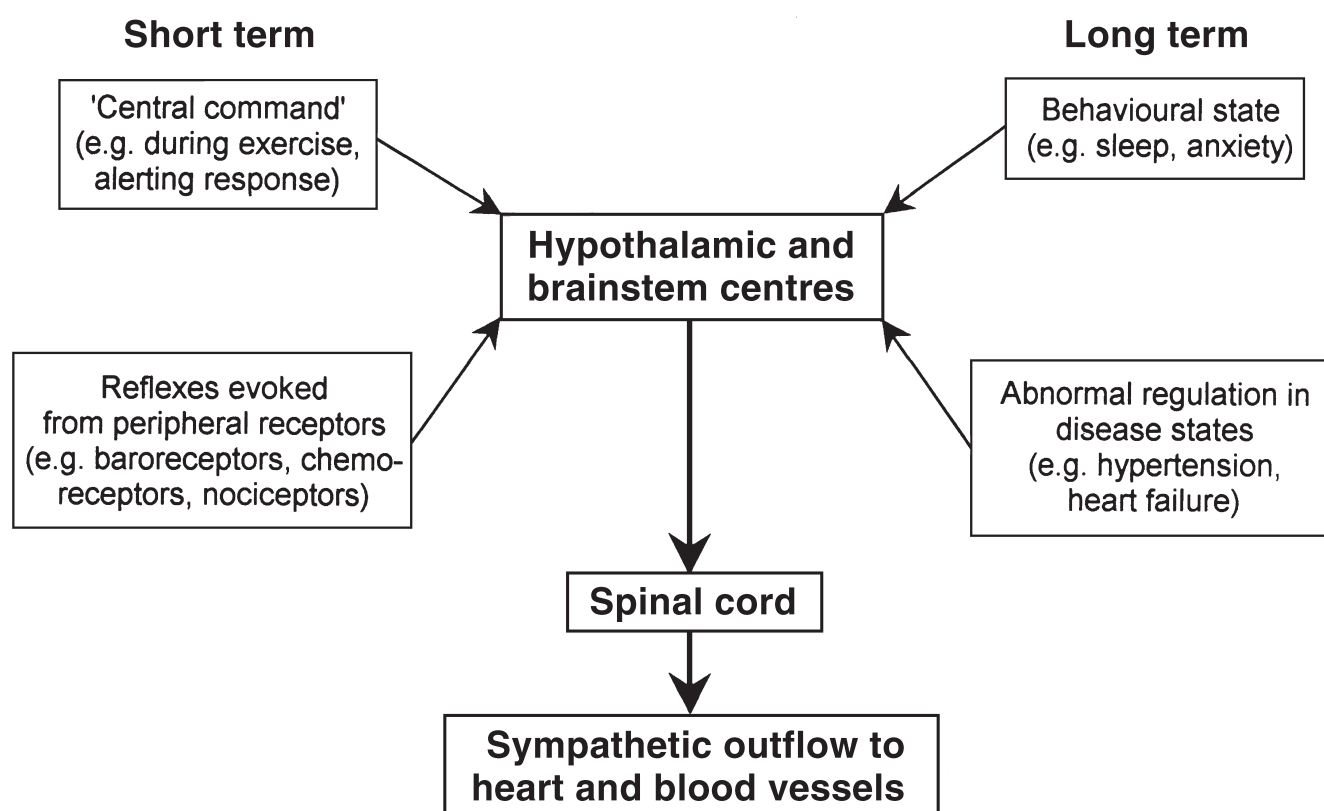 Short term
Long term
'Central command'
(e.g. during exercise,
alerting response)
Behavioural state
(e.g. sleep, anxiety)
Hypothalamic and
brainstem centres
Reflexes evoked
from peripheral receptors
(e.g. baroreceptors, chemo-
receptors, nociceptors)
Abnormal regulation in
disease states
(e.g. hypertension,
heart failure)
Spinal cord
Sympathetic outflow to
heart and blood vessels